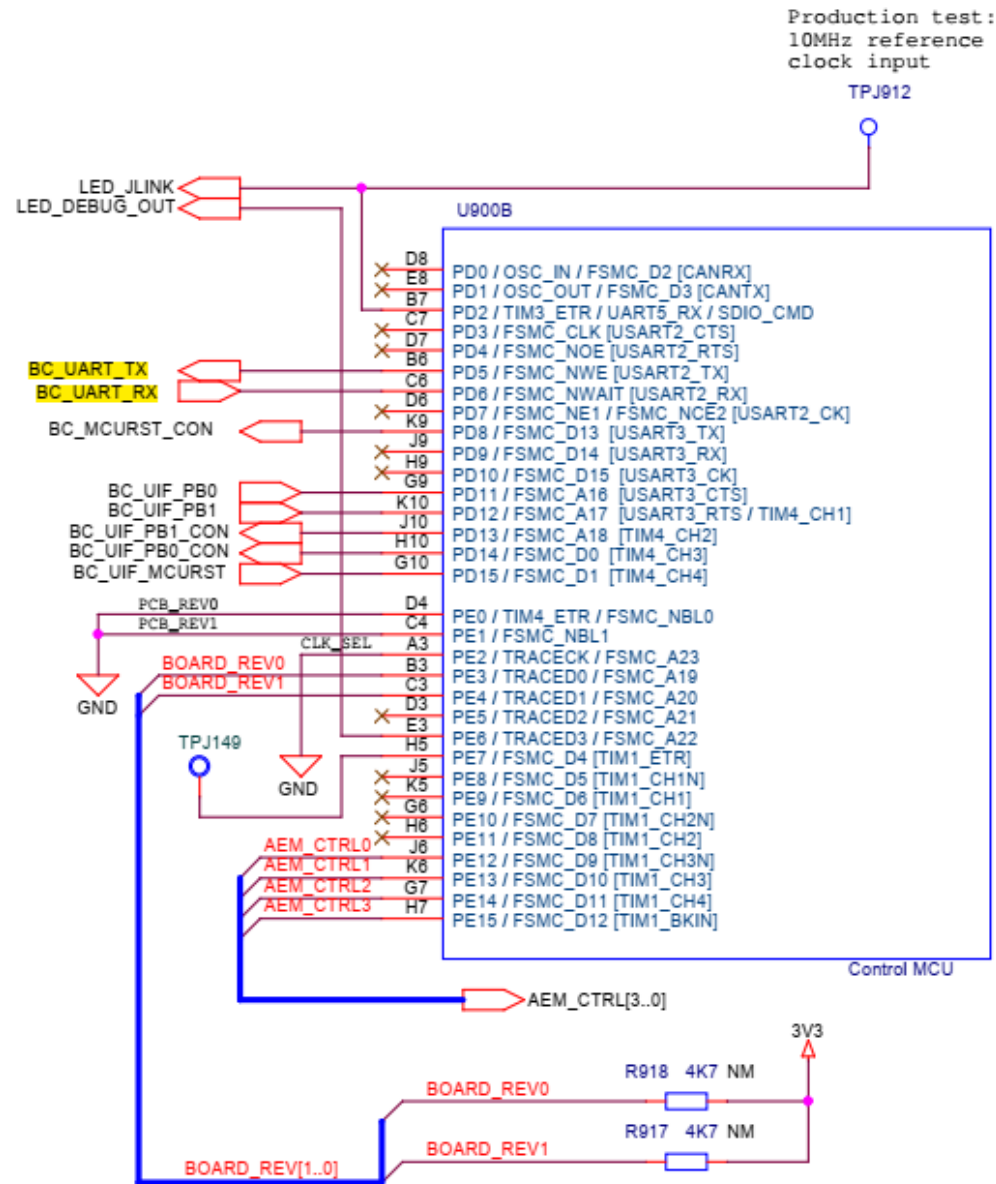 Production test:
10MHz reference
clock input
TPJ912
LED_JLINK
LED_DEBUG_OUT
U900B
D8 PD0 / OSC_IN / FSMC_D2 [CANRX]
E8 PD1 / OSC_OUT / FSMC_D3 [CANTX]
B7 PD2 / TIM3_ETR / UART5_RX / SDIO_CMD
C7 PD3 / FSMC_CLK [USART2_CTS]
D7 PD4 / FSMC_NOE [USART2_RTS]
BC_UART_TX B6 PD5 / FSMC_NWE [USART2_TX]
BC_UART_RX C6 PD6 / FSMC_NWAIT [USART2_RX]
D6 PD7 / FSMC_NE1 / FSMC_NCE2 [USART2_CK]
BC_MCURST_CON K9 PD8 / FSMC_D13 [USART3_TX]
J9 PD9 / FSMC_D14 [USART3_RX]
H9 PD10 / FSMC_D15 [USART3_CK]
BC_UIF_PB0 G9 PD11 / FSMC_A16 [USART3_CTS]
BC_UIF_PB1 K10 PD12 / FSMC_A17 [USART3_RTS / TIM4_CH1]
BC_UIF_PB1_CON J10 PD13 / FSMC_A18 [TIM4_CH2]
BC_UIF_PB0_CON H10 PD14 / FSMC_D0 [TIM4_CH3]
BC_UIF_MCURST G10 PD15 / FSMC_D1 [TIM4_CH4]
PCB_REV0 D4 PE0 / TIM4_ETR / FSMC_NBL0
PCB_REV1 C4 PE1 / FSMC_NBL1
CLK_SEL A3 PE2 / TRACECK / FSMC_A23
BOARD_REV0 B3 PE3 / TRACED0 / FSMC_A19
BOARD_REV1 C3 PE4 / TRACED1 / FSMC_A20
GND
D3 PE5 / TRACED2 / FSMC_A21
E3 PE6 / TRACED3 / FSMC_A22
TPJ149
H5 PE7 / FSMC_D4 [TIM1_ETR]
GND
J5 PE8 / FSMC_D5 [TIM1_CH1N]
K5 PE9 / FSMC_D6 [TIM1_CH1]
G6 PE10 / FSMC_D7 [TIM1_CH2N]
H6 PE11 / FSMC_D8 [TIM1_CH2]
AEM_CTRL0 J6 PE12 / FSMC_D9 [TIM1_CH3N]
AEM_CTRL1 K6 PE13 / FSMC_D10 [TIM1_CH3]
AEM_CTRL2 G7 PE14 / FSMC_D11 [TIM1_CH4]
AEM_CTRL3 H7 PE15 / FSMC_D12 [TIM1_BKIN]
Control MCU
AEM_CTRL[3..0]
3V3
BOARD_REV0 R918 4K7 NM
BOARD_REV1 R917 4K7 NM
BOARD_REV[1..0]